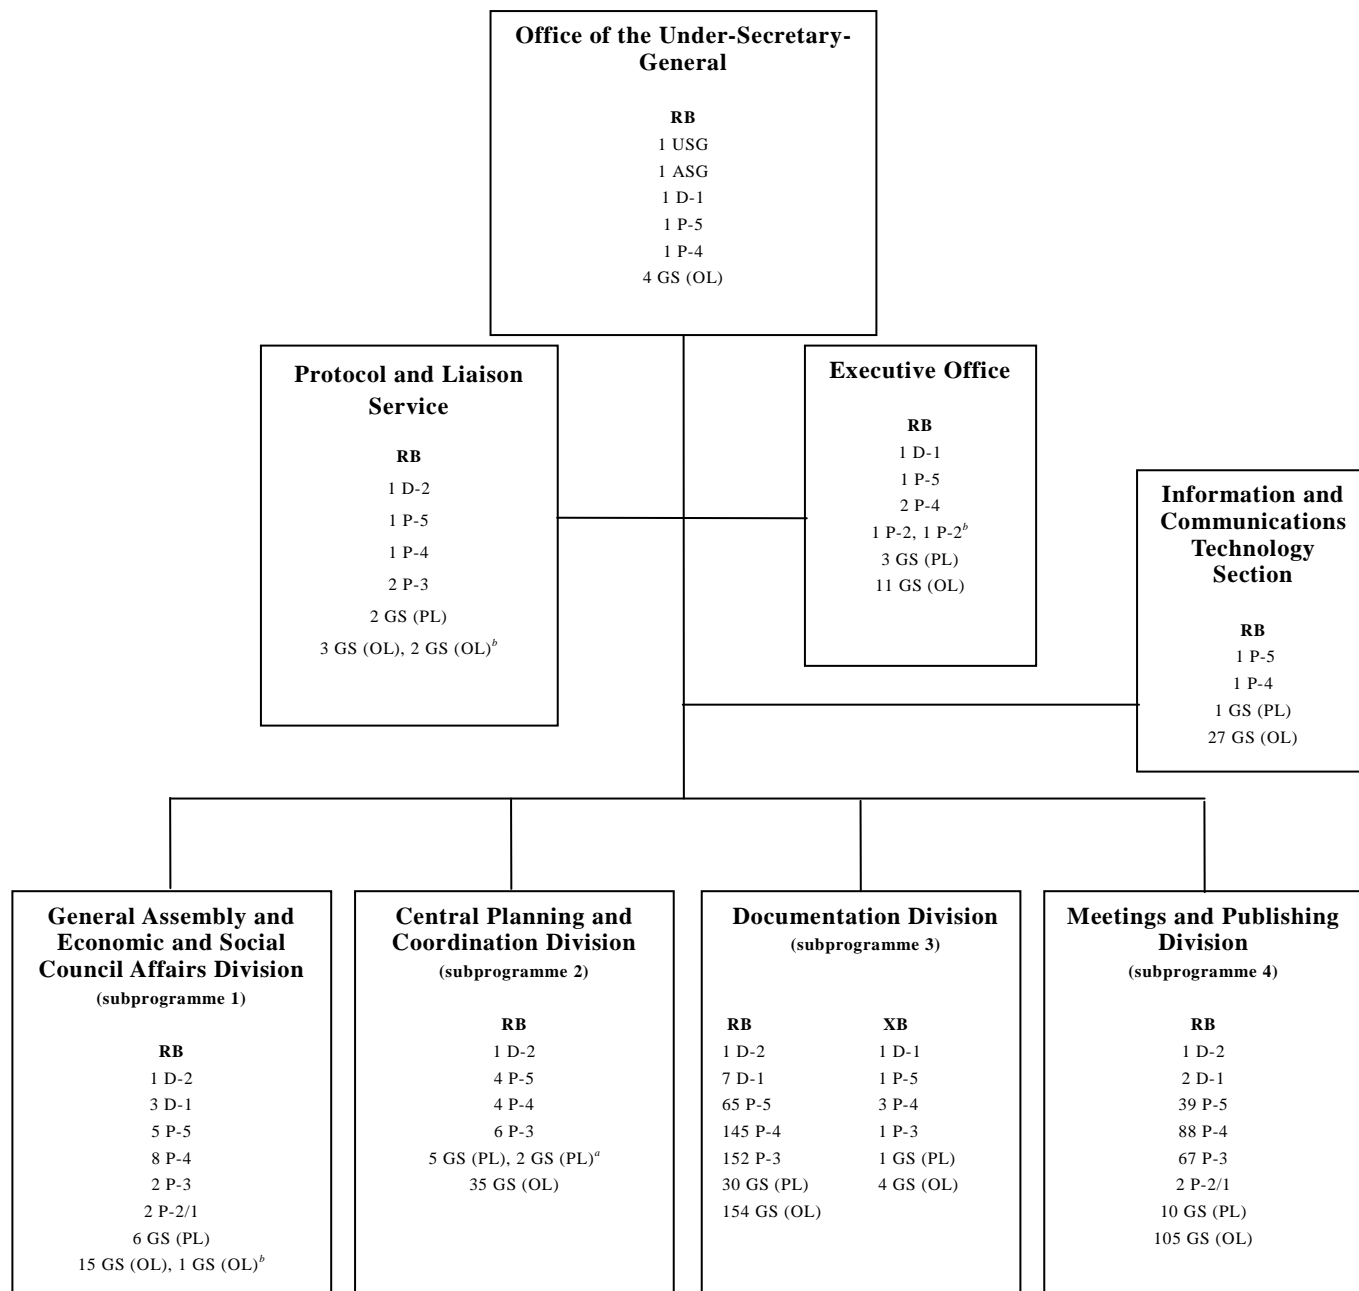 Office of the Under-Secretary-
General
RB
1 USG
1 ASG
1 D-1
1 P-5
1 P-4
4 GS (OL)
Protocol and Liaison
Service
RB
1 D-2
1 P-5
1 P-4
2 P-3
2 GS (PL)
3 GS (OL), 2 GS (OL)b
Executive Office
RB
1 D-1
1 P-5
2 P-4
1 P-2, 1 P-2b
3 GS (PL)
11 GS (OL)
Information and
Communications
Technology
Section
RB
1 P-5
1 P-4
1 GS (PL)
27 GS (OL)
General Assembly and
Economic and Social
Council Affairs Division
(subprogramme 1)
RB
1 D-2
3 D-1
5 P-5
8 P-4
2 P-3
2 P-2/1
6 GS (PL)
15 GS (OL), 1 GS (OL)b
Central Planning and
Coordination Division
(subprogramme 2)
RB
1 D-2
4 P-5
4 P-4
6 P-3
5 GS (PL), 2 GS (PL)a
35 GS (OL)
Documentation Division
(subprogramme 3)
RB
1 D-2
7 D-1
65 P-5
145 P-4
152 P-3
30 GS (PL)
154 GS (OL)
XB
1 D-1
1 P-5
3 P-4
1 P-3
1 GS (PL)
4 GS (OL)
Meetings and Publishing
Division
(subprogramme 4)
RB
1 D-2
2 D-1
39 P-5
88 P-4
67 P-3
2 P-2/1
10 GS (PL)
105 GS (OL)